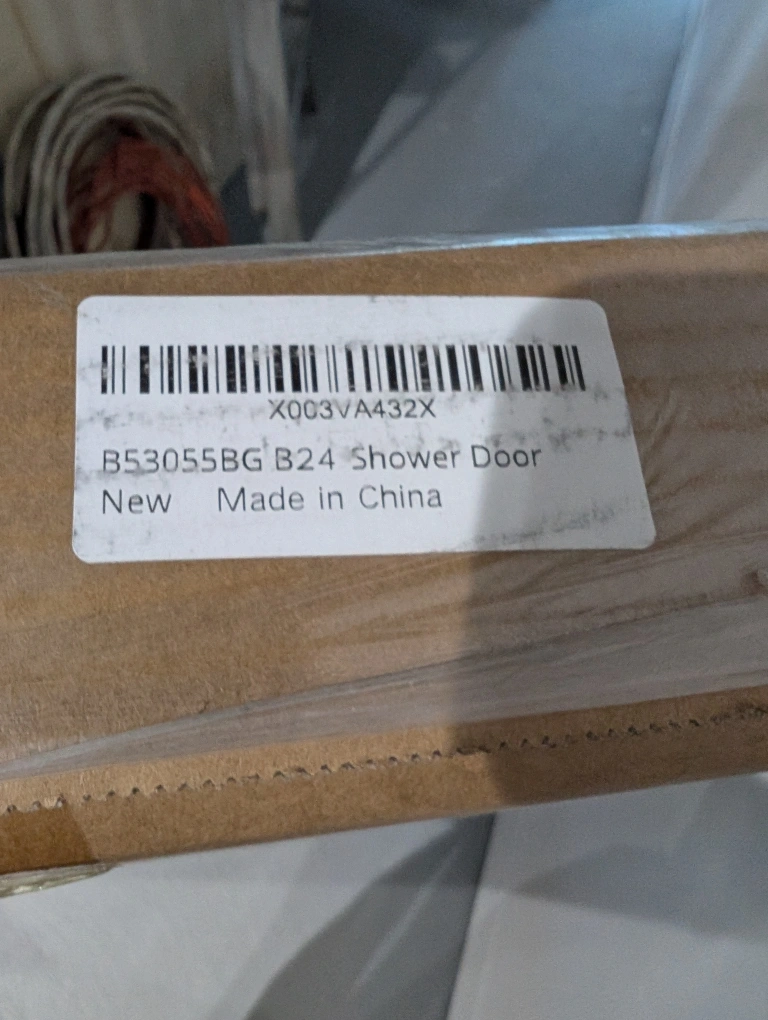 X003VA432X
B53055BG B24 Shower Door
New Made in China